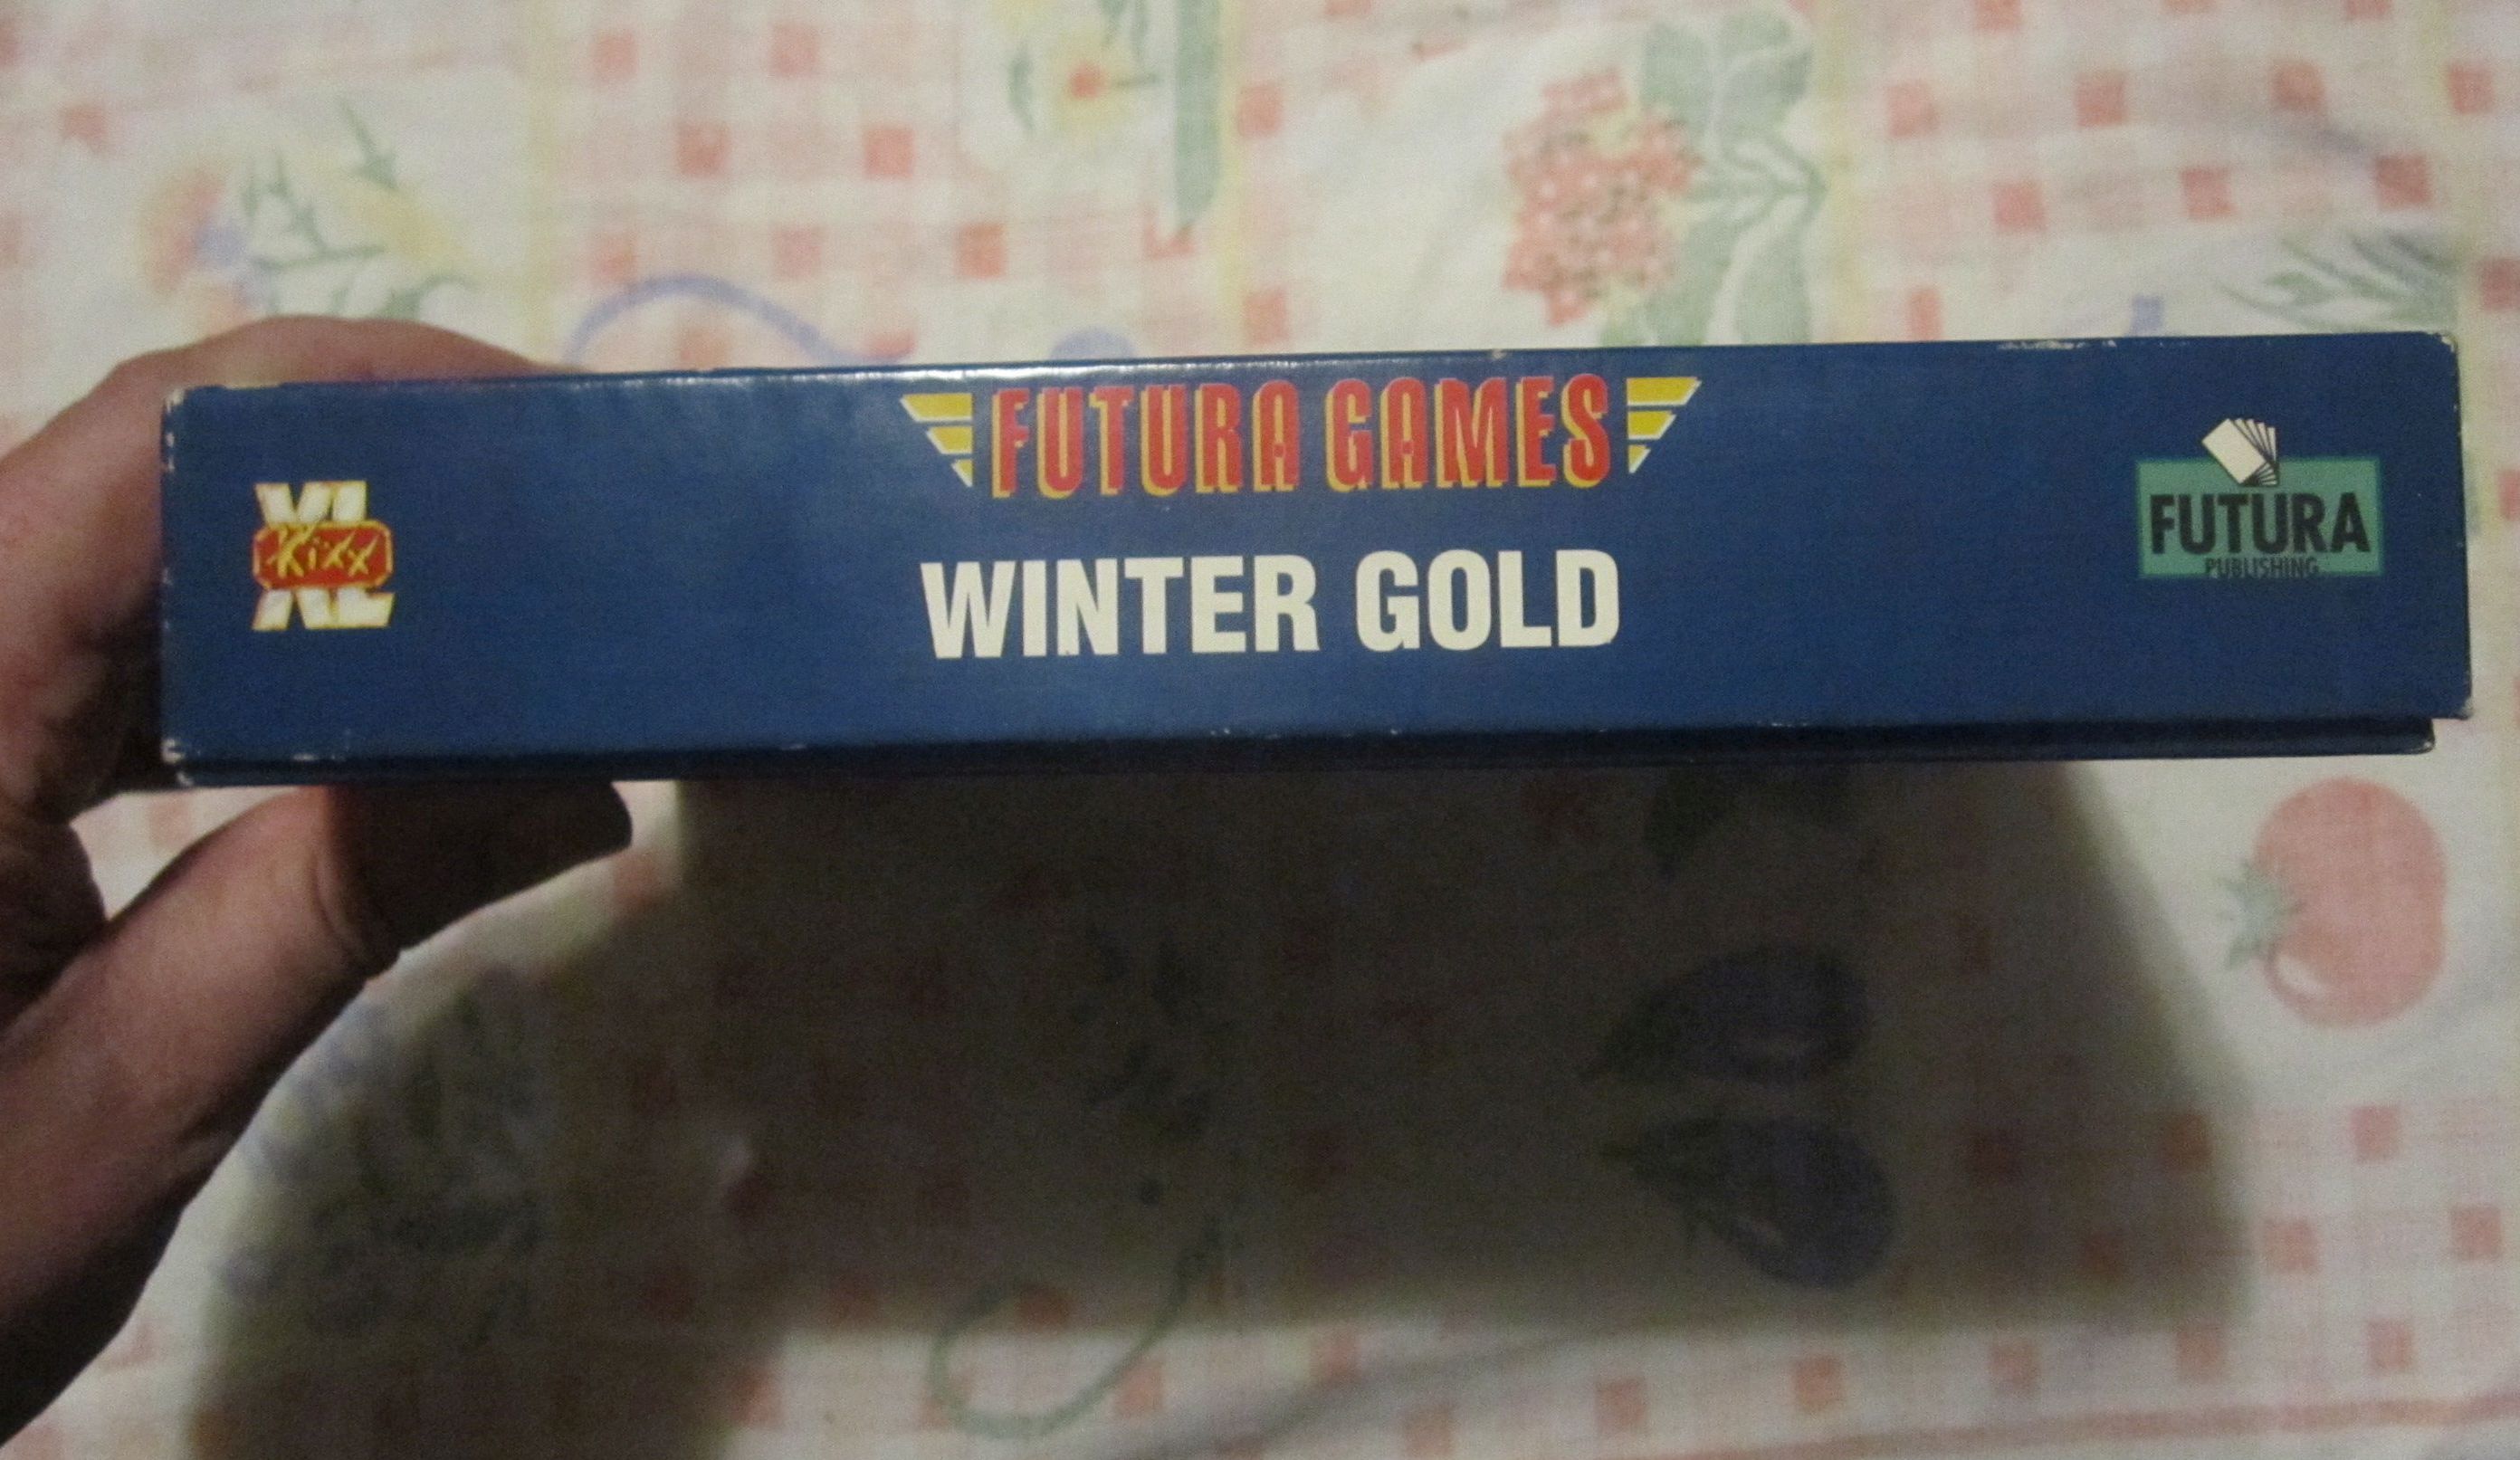 XL
Kixx
FUTURA GAMES
WINTER GOLD
FUTURA
PUBLISHING